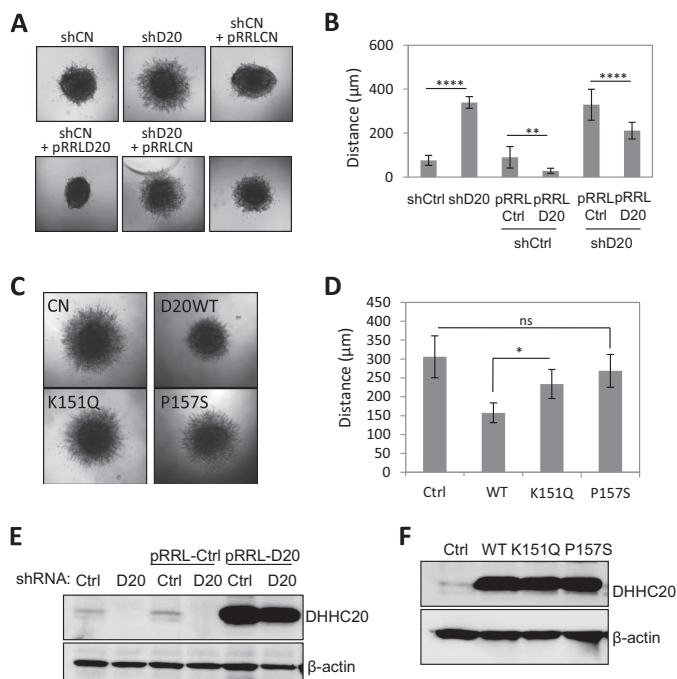 A
shCN
shD20
shCN
+ pRRLCN
shCN
+ pRRLD20
shD20
+ pRRLCN
B
Distance (µm)
600
400
200
0
****
**
****
shCtrl shD20 pRRL Ctrl pRRL D20 pRRL Ctrl pRRL D20
shCtrl
shD20
C
CN
D20WT
K151Q
P157S
D
Distance (µm)
450
400
350
300
250
200
150
100
50
0
ns
*
Ctrl WT K151Q P157S
E
pRRL-Ctrl pRRL-D20
shRNA: Ctrl D20 Ctrl D20 Ctrl D20
DHHC20
β-actin
F
Ctrl WT K151Q P157S
DHHC20
β-actin